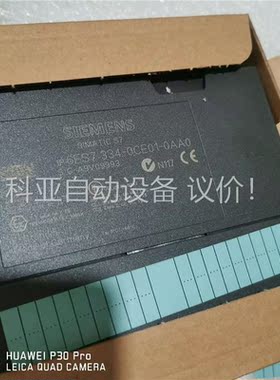 SIEMENS
SIMATIC S7
6ES7 334-0CE01-0AA0
N117
科亚自动设备 议价!
HUAWEI P30 Pro
LEICA QUAD CAMERA